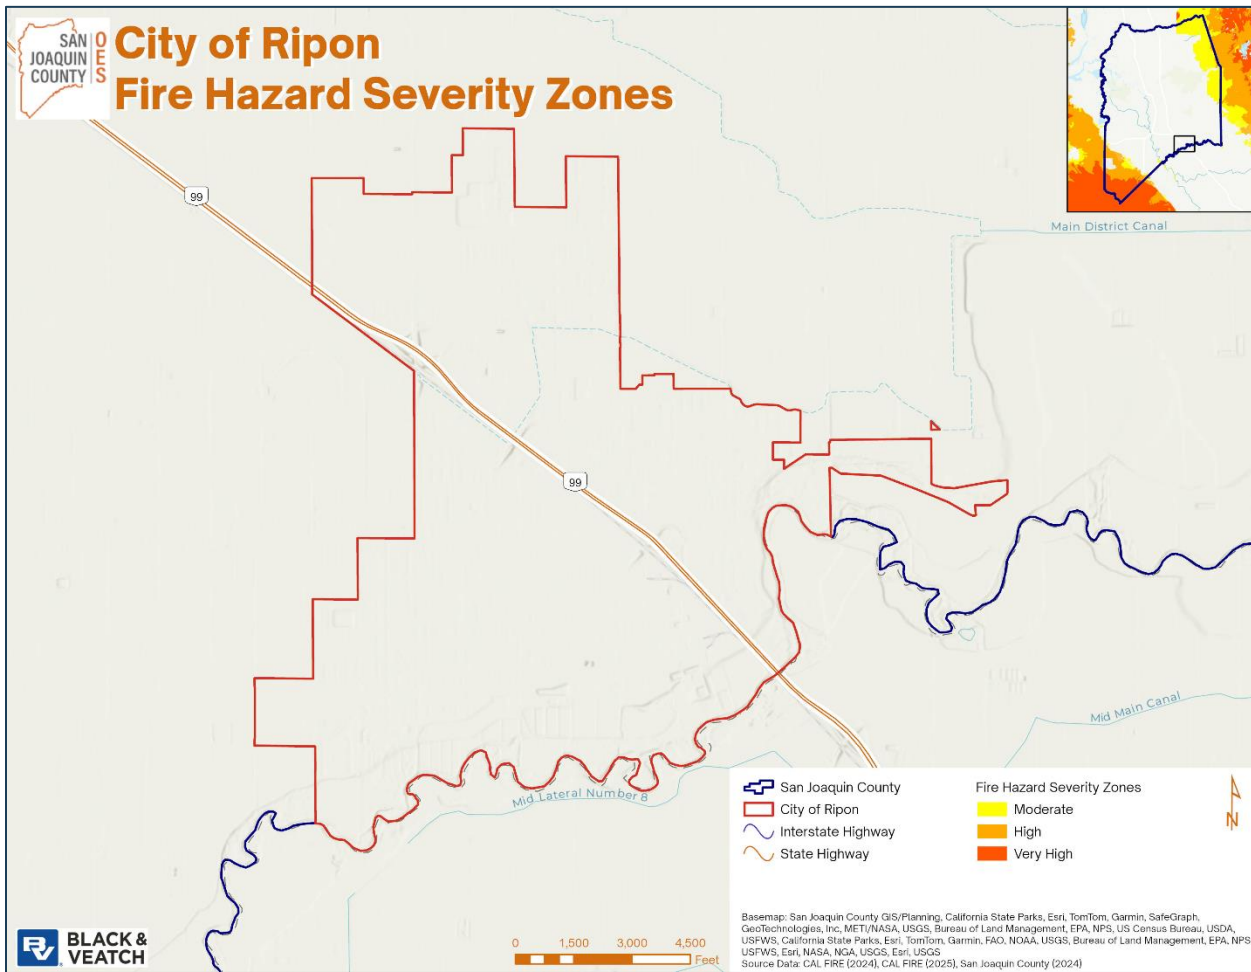 SAN
JOAQUIN
COUNTY
OES
City of Ripon
Fire Hazard Severity Zones
99
Main District Canal
99
Mid Main Canal
Mid Lateral Number 8
San Joaquin County
City of Ripon
Interstate Highway
State Highway
Fire Hazard Severity Zones
Moderate
High
Very High
N
0 1,500 3,000 4,500
Feet
BV
BLACK &
VEATCH
Basemap: San Joaquin County GIS/Planning, California State Parks, Esri, TomTom, Garmin, SafeGraph,
GeoTechnologies, Inc, METI/NASA, USGS, Bureau of Land Management, EPA, NPS, US Census Bureau, USDA,
USFWS, California State Parks, Esri, TomTom, Garmin, FAO, NOAA, USGS, Bureau of Land Management, EPA, NPS,
USFWS, Esri, NASA, NGA, USGS, Esri, USGS
Source Data: CAL FIRE (2024), CAL FIRE (2025), San Joaquin County (2024)